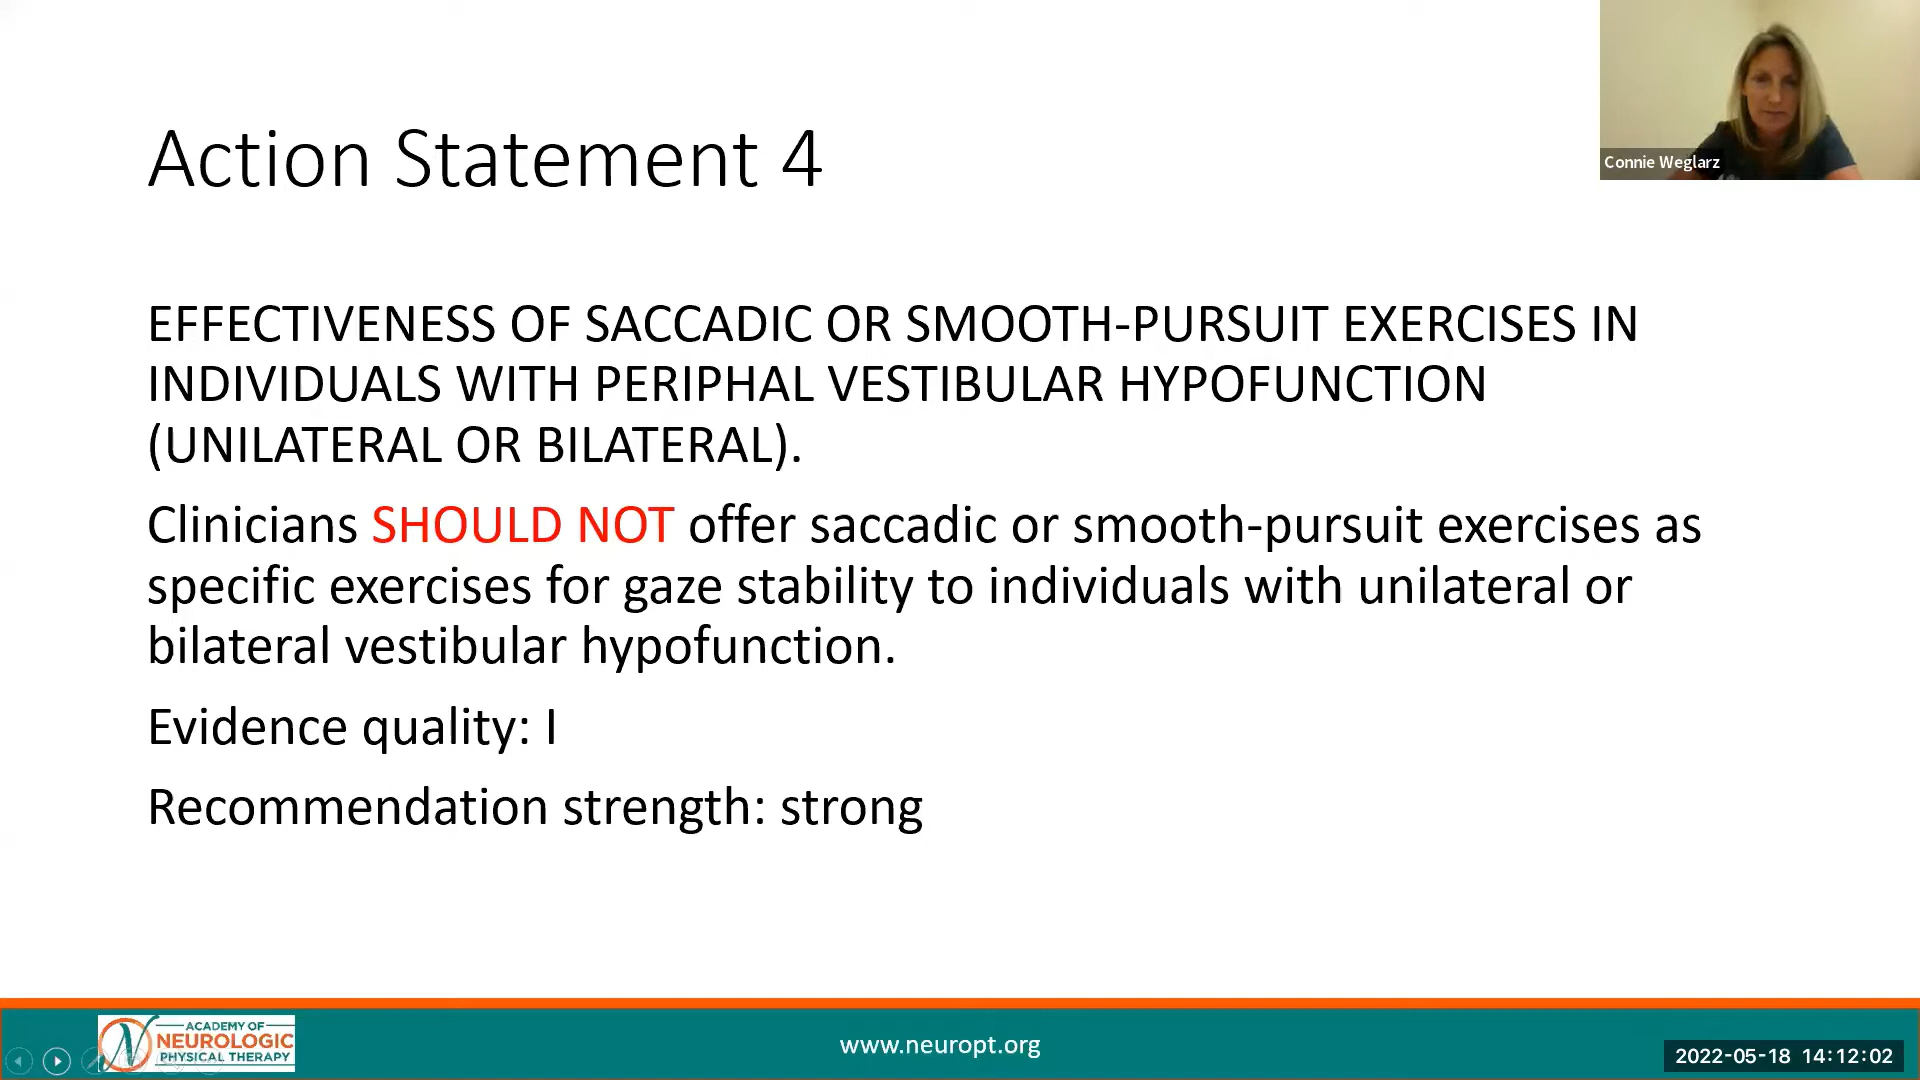 Action Statement 4
Connie Weglarz
EFFECTIVENESS OF SACCADIC OR SMOOTH-PURSUIT EXERCISES IN
INDIVIDUALS WITH PERIPHAL VESTIBULAR HYPOFUNCTION
(UNILATERAL OR BILATERAL).
Clinicians SHOULD NOT offer saccadic or smooth-pursuit exercises as
specific exercises for gaze stability to individuals with unilateral or
bilateral vestibular hypofunction.
Evidence quality: I
Recommendation strength: strong
ACADEMY OF
NEUROLOGIC
PHYSICAL THERAPY
www.neuropt.org
2022-05-18 14:12:02